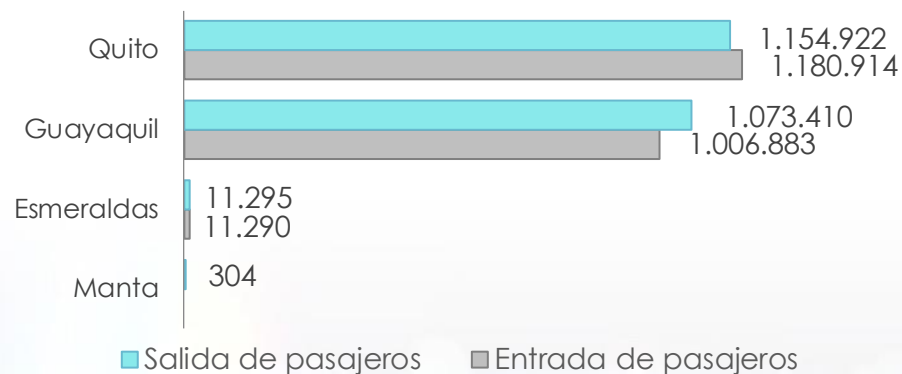 Quito
1.154.922
1.180.914
Guayaquil
1.073.410
1.006.883
Esmeraldas
11.295
11.290
Manta
304
Salida de pasajeros
Entrada de pasajeros